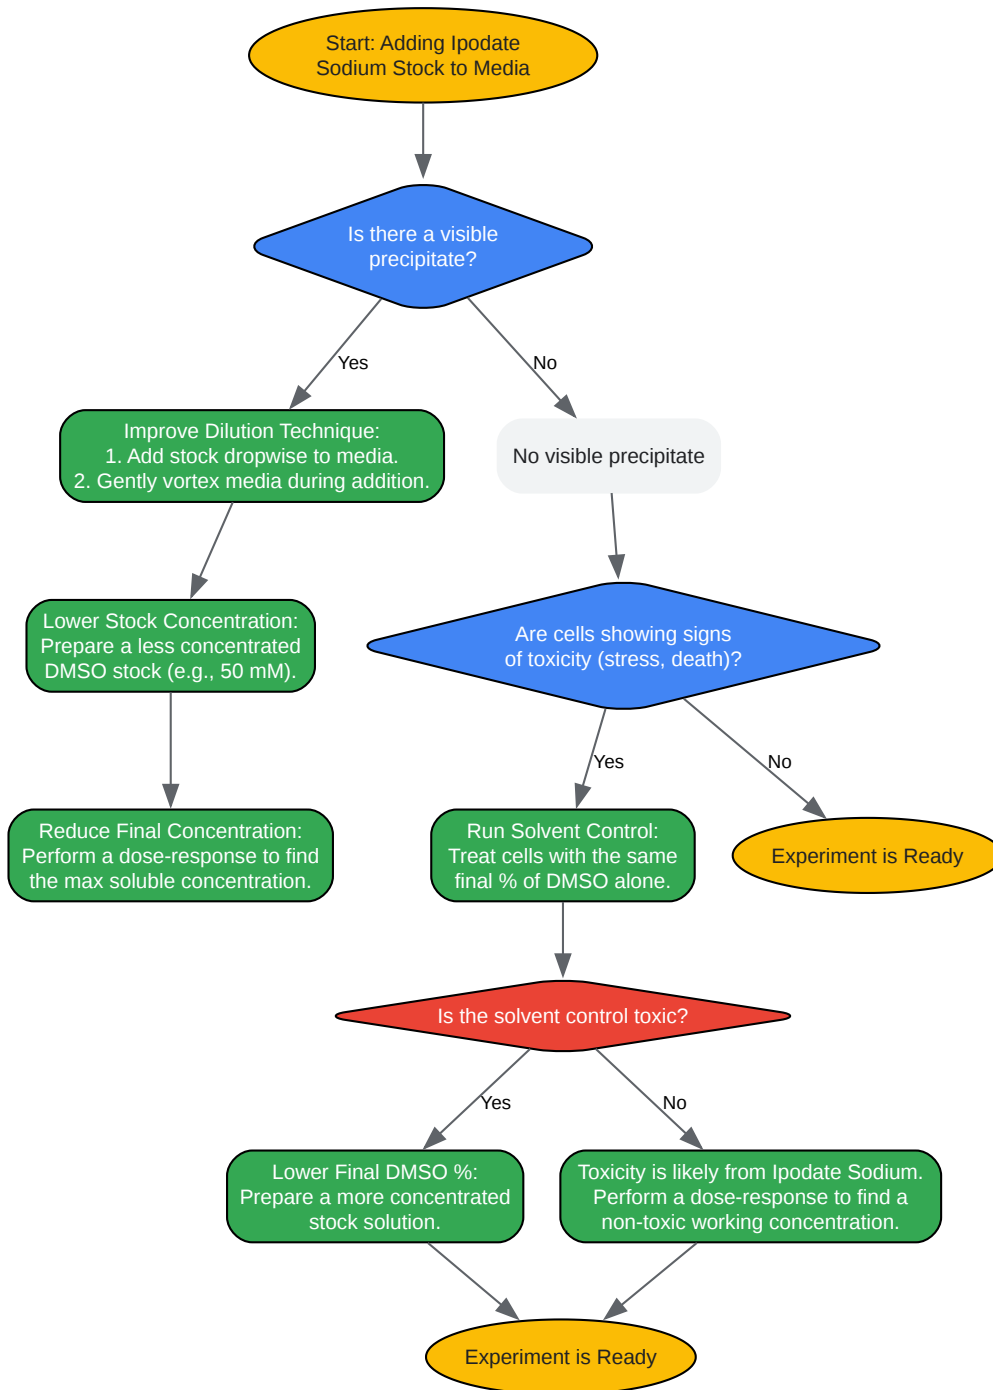 Start: Adding Ipodate
Sodium Stock to Media
Is there a visible
precipitate?
Yes
No
Improve Dilution Technique:
1. Add stock dropwise to media.
2. Gently vortex media during addition.
No visible precipitate
Lower Stock Concentration:
Prepare a less concentrated
DMSO stock (e.g., 50 mM).
Are cells showing signs
of toxicity (stress, death)?
Yes
No
Reduce Final Concentration:
Perform a dose-response to find
the max soluble concentration.
Run Solvent Control:
Treat cells with the same
final % of DMSO alone.
Experiment is Ready
Is the solvent control toxic?
Yes
No
Lower Final DMSO %:
Prepare a more concentrated
stock solution.
Toxicity is likely from Ipodate Sodium.
Perform a dose-response to find a
non-toxic working concentration.
Experiment is Ready